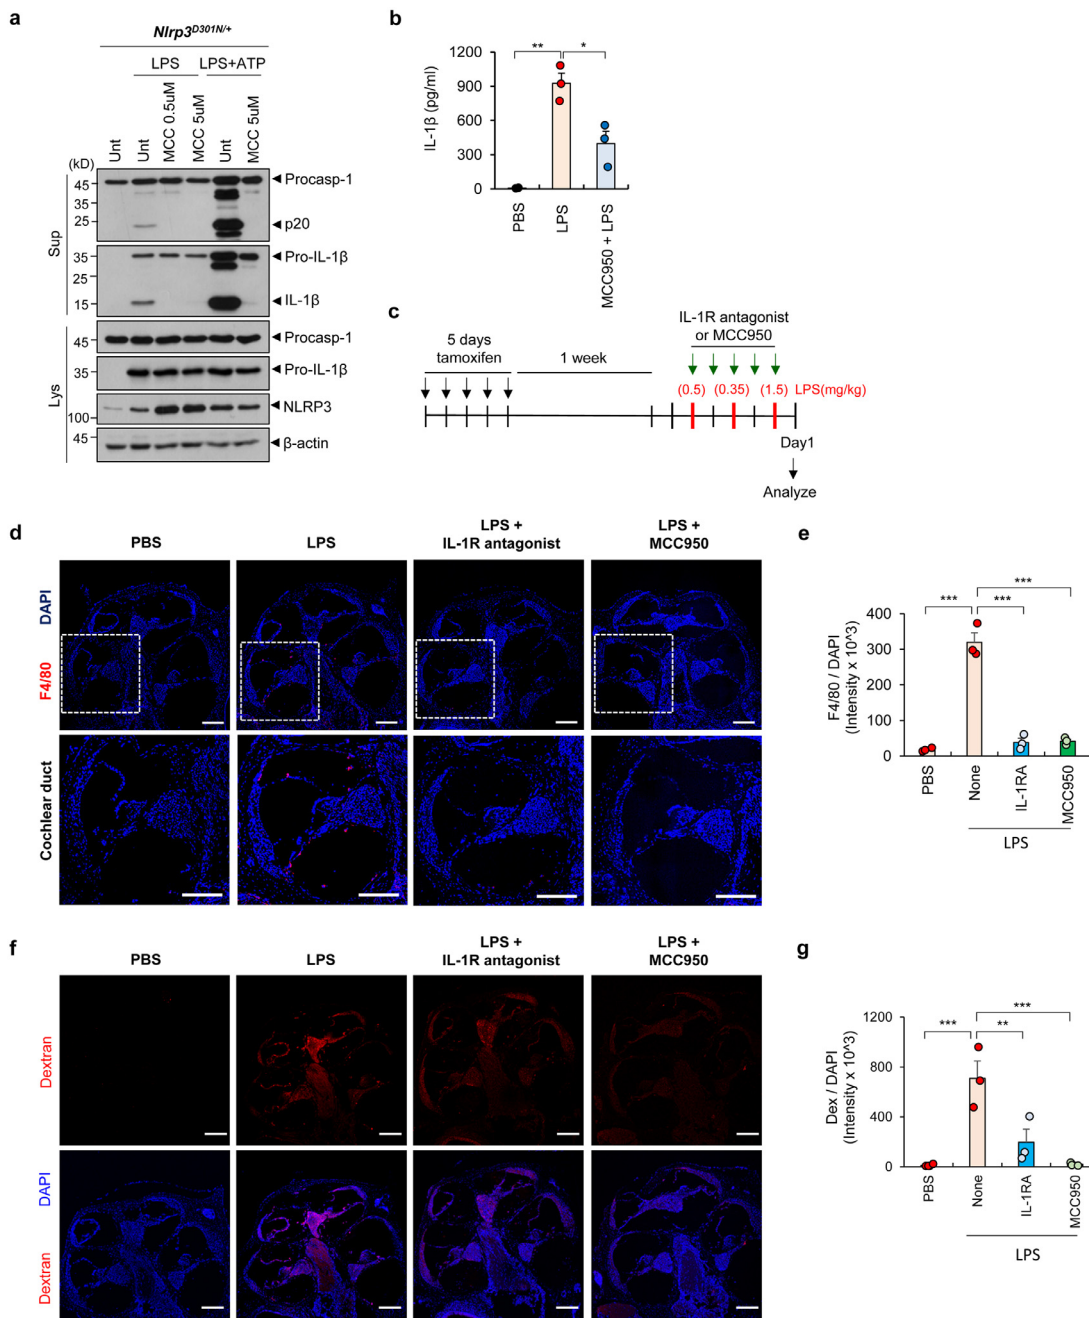 a
Nlrp3D301N/+
LPS
LPS+ATP
(kD)
Unt
Unt
MCC 0.5uM
MCC 5uM
Unt
MCC 5uM
Sup
45
35
25
Procasp-1
p20
35
25
15
Pro-IL-1β
IL-1β
Lys
45
Procasp-1
35
Pro-IL-1β
100
NLRP3
45
β-actin
b
IL-1β (pg/ml)
1200
900
600
300
0
**
*
PBS
LPS
MCC950 + LPS
c
5 days
tamoxifen
1 week
IL-1R antagonist
or MCC950
(0.5) (0.35) (1.5) LPS(mg/kg)
Day1
Analyze
d
PBS
LPS
LPS +
IL-1R antagonist
LPS +
MCC950
F4/80 DAPI
Cochlear duct
e
F4/80 / DAPI
(Intensity x 10^3)
400
300
200
100
0
***
***
***
PBS
None
IL-1RA
MCC950
LPS
f
PBS
LPS
LPS +
IL-1R antagonist
LPS +
MCC950
Dextran
Dextran DAPI
g
Dex / DAPI
(Intensity x 10^3)
1200
800
400
0
***
**
***
PBS
None
IL-1RA
MCC950
LPS